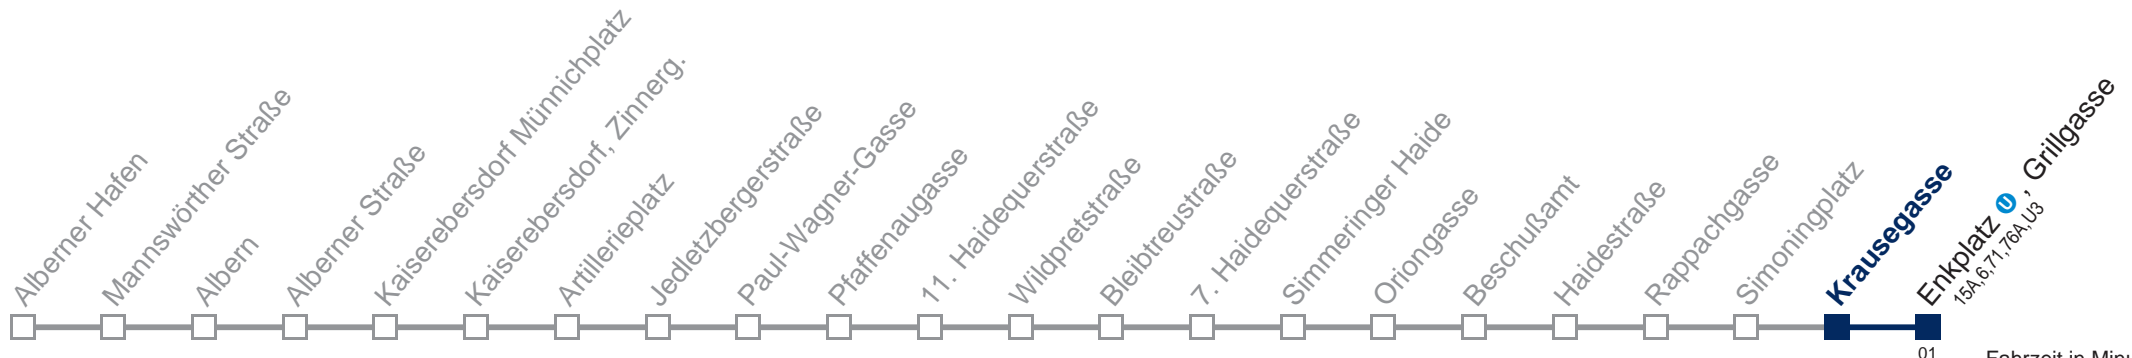 Alberner Hafen
Mannswörther Straße
Albern
Alberner Straße
Kaiserebersdorf Münnichplatz
Kaiserebersdorf, Zinnerg.
Artillerieplatz
Jedletzbergerstraße
Paul-Wagner-Gasse
Pfaffenaugasse
11. Haidequerstraße
Wildpretstraße
Bleibtreustraße
7. Haidequerstraße
Simmeringer Haide
Oriongasse
Beschußamt
Haidestraße
Rappachgasse
Simoningplatz
Krausegasse
Enkplatz U, Grillgasse
15A,6,71,76A,U3
01
Fahrzeit in